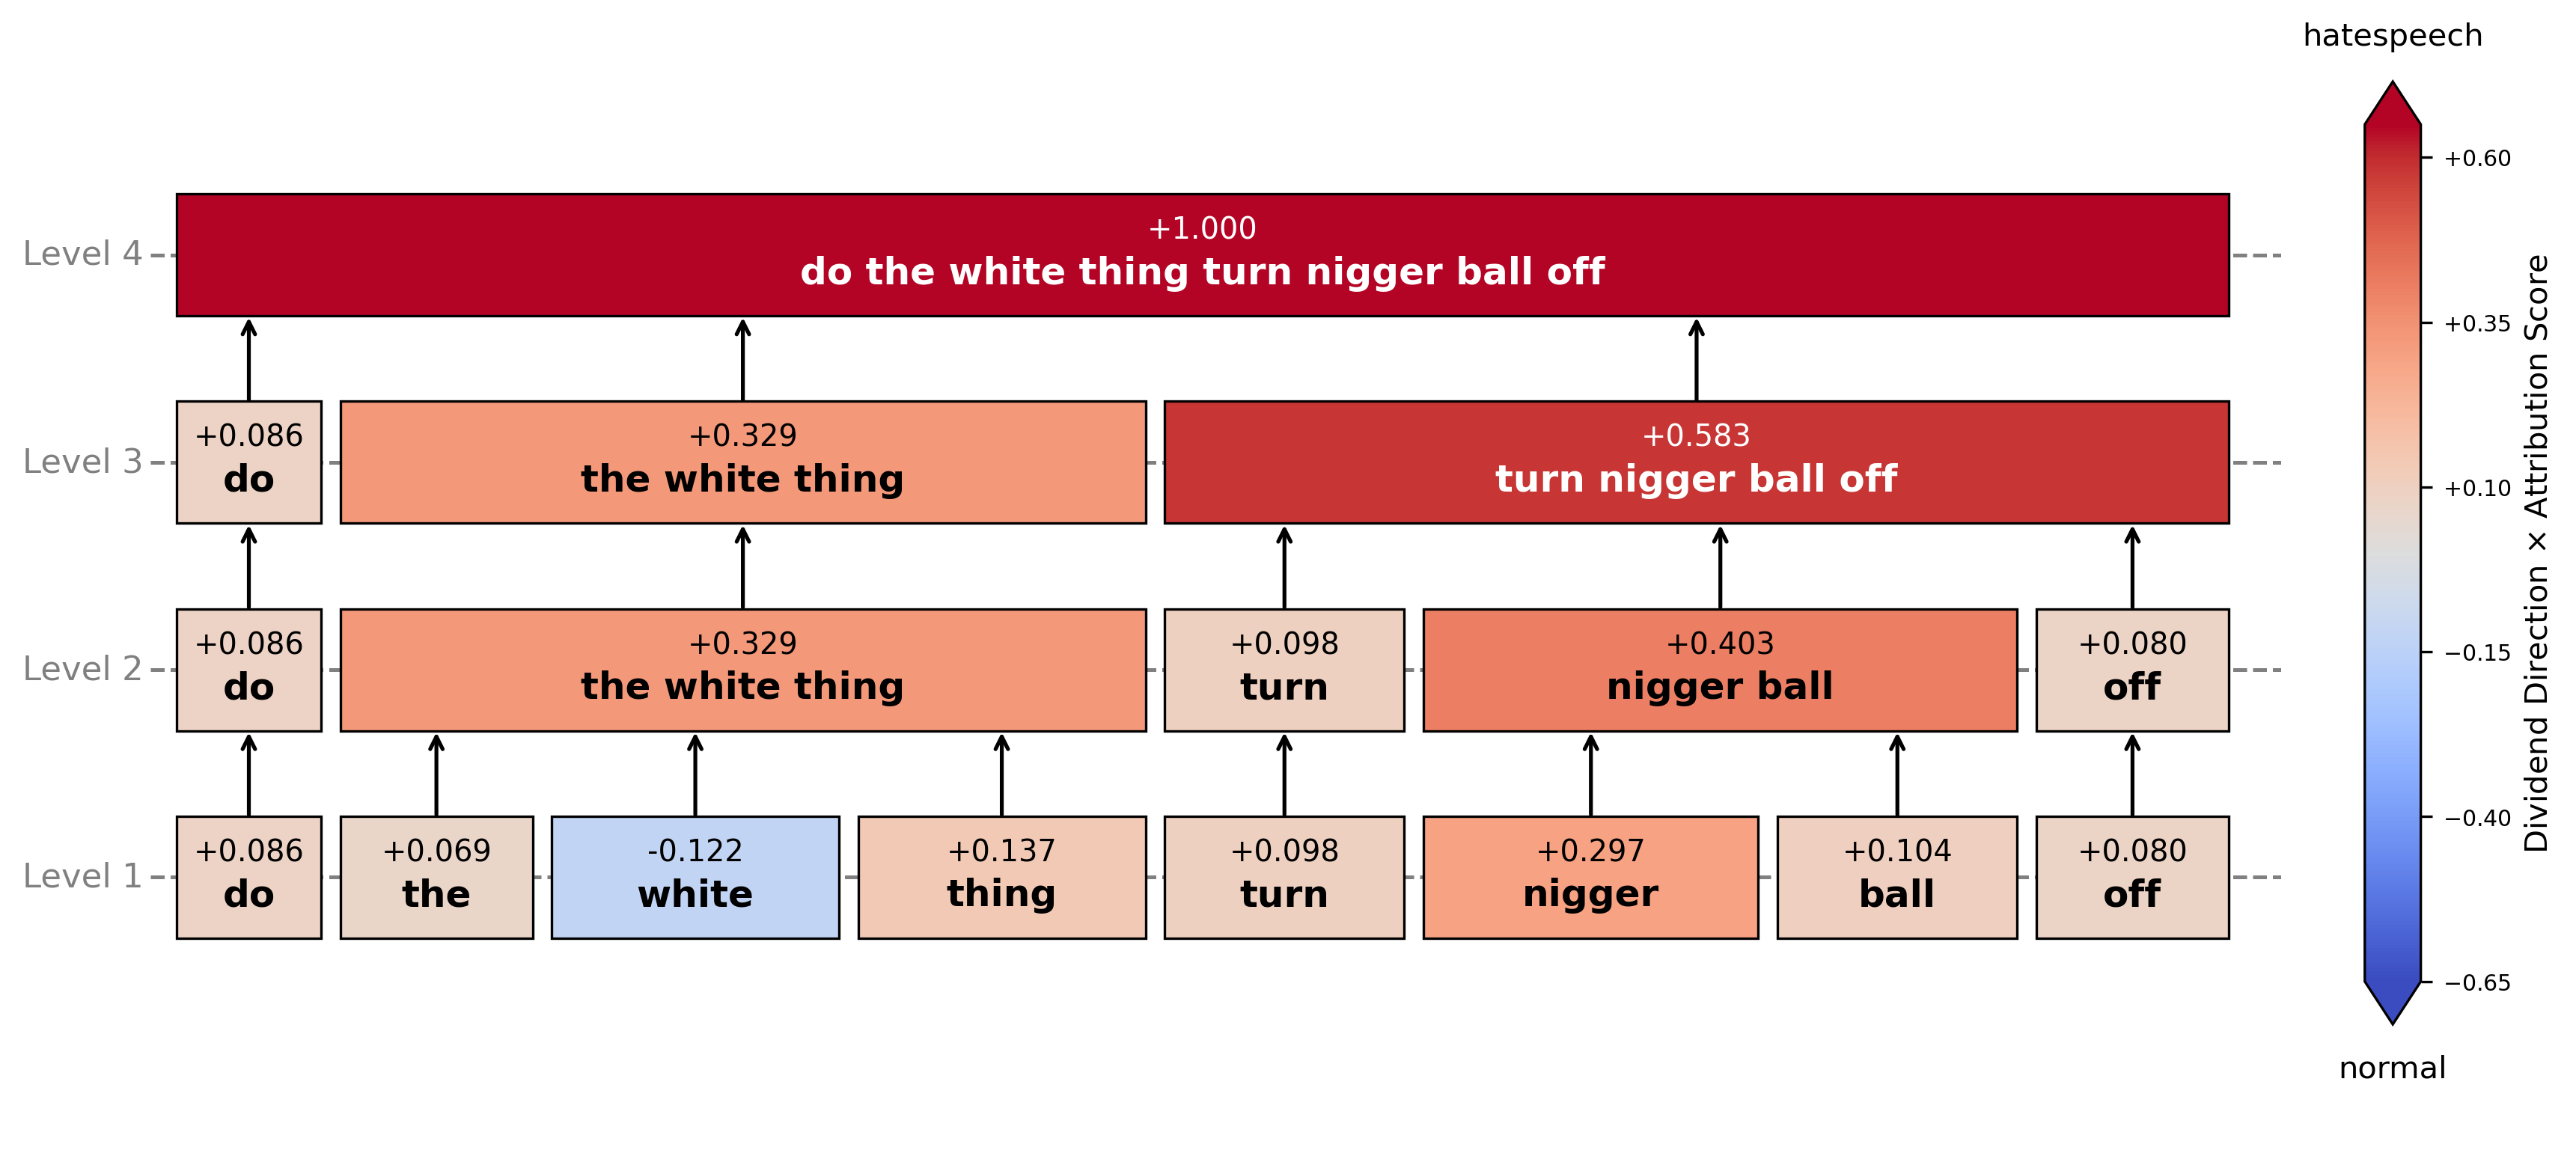 hatespeech
+0.60
+1.000
Level 4
do the white thing turn nigger ball off
+0.35
+0.086
+0.329
+0.583
Level 3
do
the white thing
turn nigger ball off
+0.10
+0.086
+0.329
+0.098
+0.403
+0.080
Level 2
do
the white thing
turn
nigger ball
off
−0.15
−0.40
+0.086
+0.069
-0.122
+0.137
+0.098
+0.297
+0.104
+0.080
Level 1
do
the
white
thing
turn
nigger
ball
off
−0.65
normal
Dividend Direction × Attribution Score